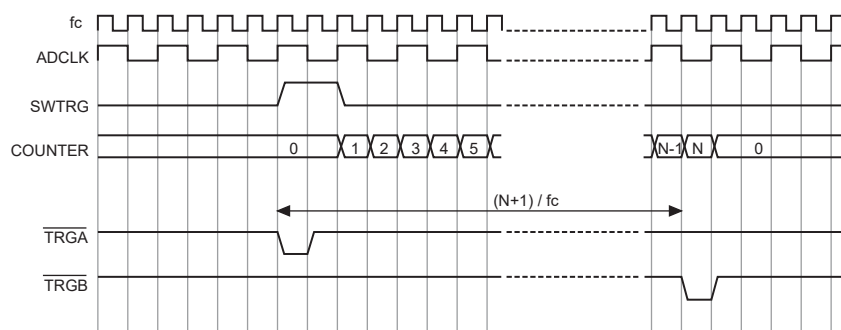 fc
ADCLK
SWTRG
COUNTER 0 1 2 3 4 5 N-1 N 0
(N+1) / fc
TRGA
TRGB